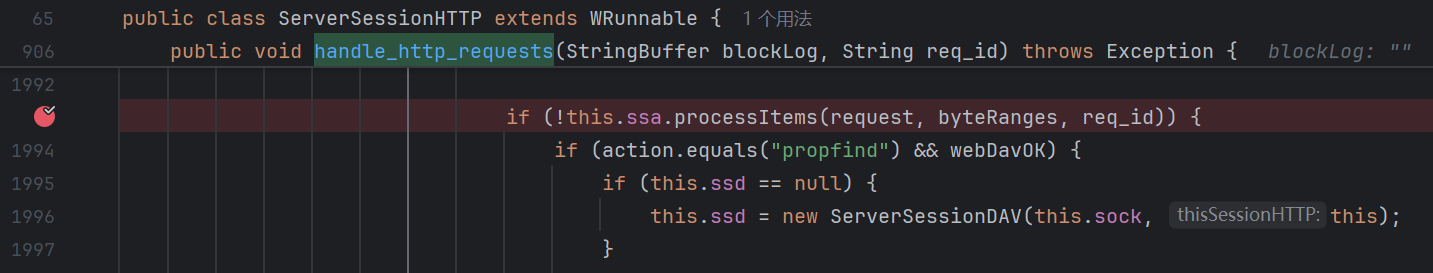 65 public class ServerSessionHTTP extends WRunnable { 1 个用法
906 public void handle_http_requests(StringBuffer blockLog, String req_id) throws Exception { blockLog: ""
1992
if (!this.ssa.processItems(request, byteRanges, req_id)) {
1994 if (action.equals("propfind") && webDavOK) {
1995 if (this.ssd == null) {
1996 this.ssd = new ServerSessionDAV(this.sock, thisSessionHTTP: this);
1997 }